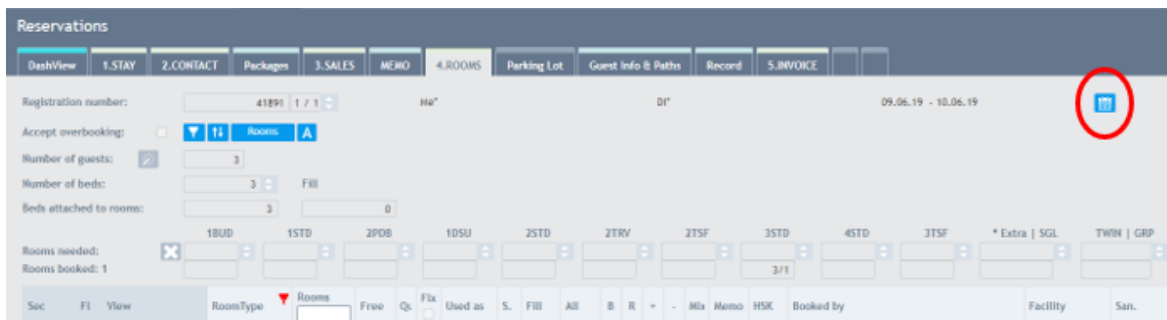 Reservations
DashView 1.STAY 2.CONTACT Packages 3.SALES MEMO 4.ROOMS Parking Lot Guest Info & Paths Record 5.INVOICE
Registration number: 41891 1 / 1 Me" DI" 09.06.19 - 10.06.19
Accept overbooking: Rooms A
Number of guests: 3
Number of beds: 3 Fill
Beds attached to rooms: 3 0
1BUD 1STD 2PDB 1DSU 2STD 2TRV 2TSF 3STD 4STD 3TSF * Extra | SGL TWIN | GRP
Rooms needed:
Rooms booked: 1 3/1
Sec Fl View RoomType Rooms Free Qs Fix Used as S. Fill All B R + - Mix Memo HSK Booked by Facility San.